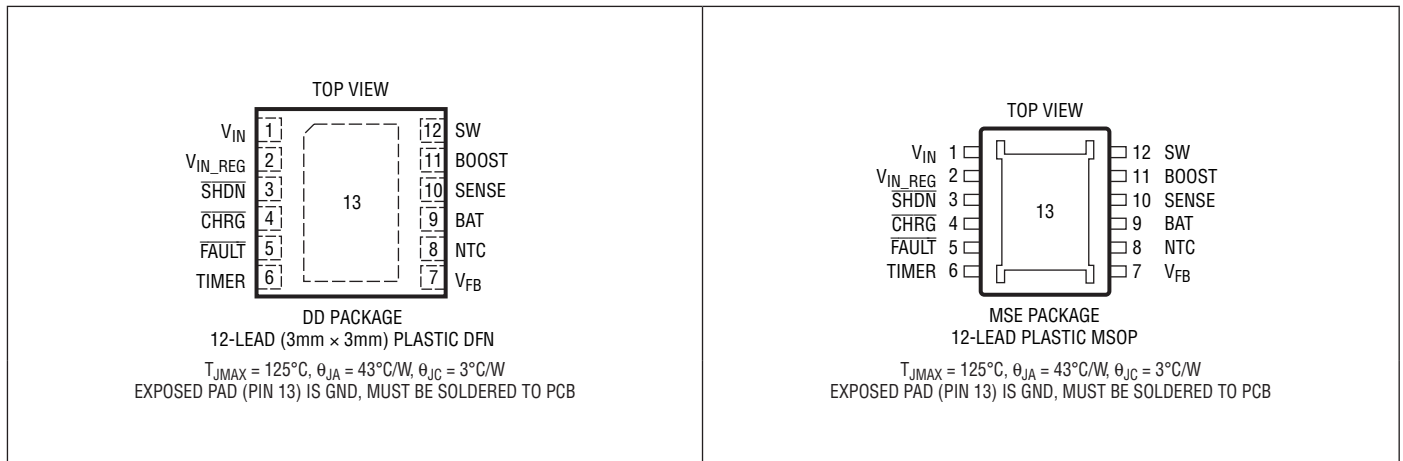 TOP VIEW
V_IN 1
V_IN_REG 2
SHDN 3
CHRG 4
FAULT 5
TIMER 6
13
12 SW
11 BOOST
10 SENSE
9 BAT
8 NTC
7 V_FB
DD PACKAGE
12-LEAD (3mm × 3mm) PLASTIC DFN
T_JMAX = 125°C, θ_JA = 43°C/W, θ_JC = 3°C/W
EXPOSED PAD (PIN 13) IS GND, MUST BE SOLDERED TO PCB
TOP VIEW
V_IN 1
V_IN_REG 2
SHDN 3
CHRG 4
FAULT 5
TIMER 6
13
12 SW
11 BOOST
10 SENSE
9 BAT
8 NTC
7 V_FB
MSE PACKAGE
12-LEAD PLASTIC MSOP
T_JMAX = 125°C, θ_JA = 43°C/W, θ_JC = 3°C/W
EXPOSED PAD (PIN 13) IS GND, MUST BE SOLDERED TO PCB